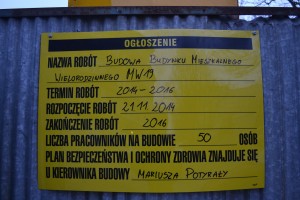 OGŁOSZENIE
NAZWA ROBÓT BUDOWA BUDYNKU MIESZKALNEGO
WIELORODZINNEGO MW19
TERMIN ROBÓT 2014-2016
ROZPOCZĘCIE ROBÓT 21.11.2014
ZAKOŃCZENIE ROBÓT 2016
LICZBA PRACOWNIKÓW NA BUDOWIE 50 OSÓB
PLAN BEZPIECZEŃSTWA I OCHRONY ZDROWIA ZNAJDUJE SIĘ
U KIEROWNIKA BUDOWY MARIUSZA POTYRAŁY